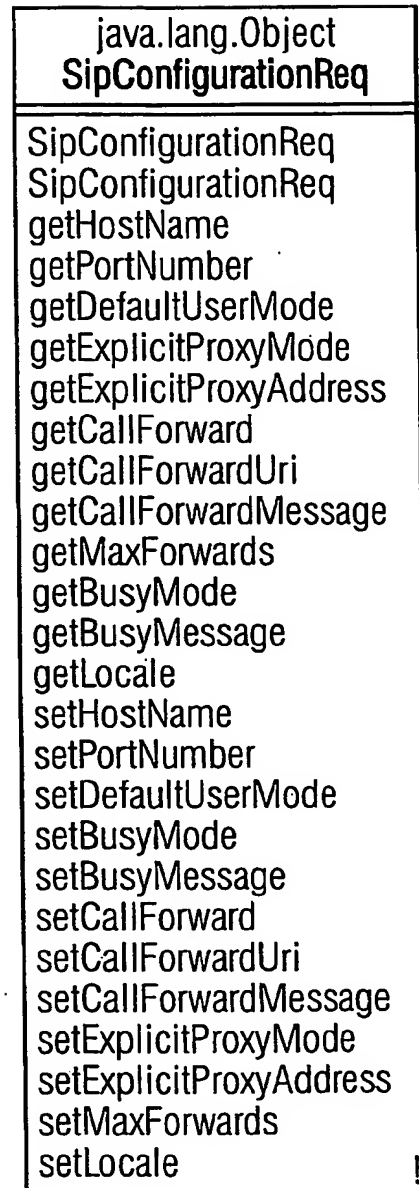 java.lang.Object
SipConfigurationReq
SipConfigurationReq
SipConfigurationReq
getHostName
getPortNumber
getDefaultUserMode
getExplicitProxyMode
getExplicitProxyAddress
getCallForward
getCallForwardUri
getCallForwardMessage
getMaxForwards
getBusyMode
getBusyMessage
getLocale
setHostName
setPortNumber
setDefaultUserMode
setBusyMode
setBusyMessage
setCallForward
setCallForwardUri
setCallForwardMessage
setExplicitProxyMode
setExplicitProxyAddress
setMaxForwards
setLocale